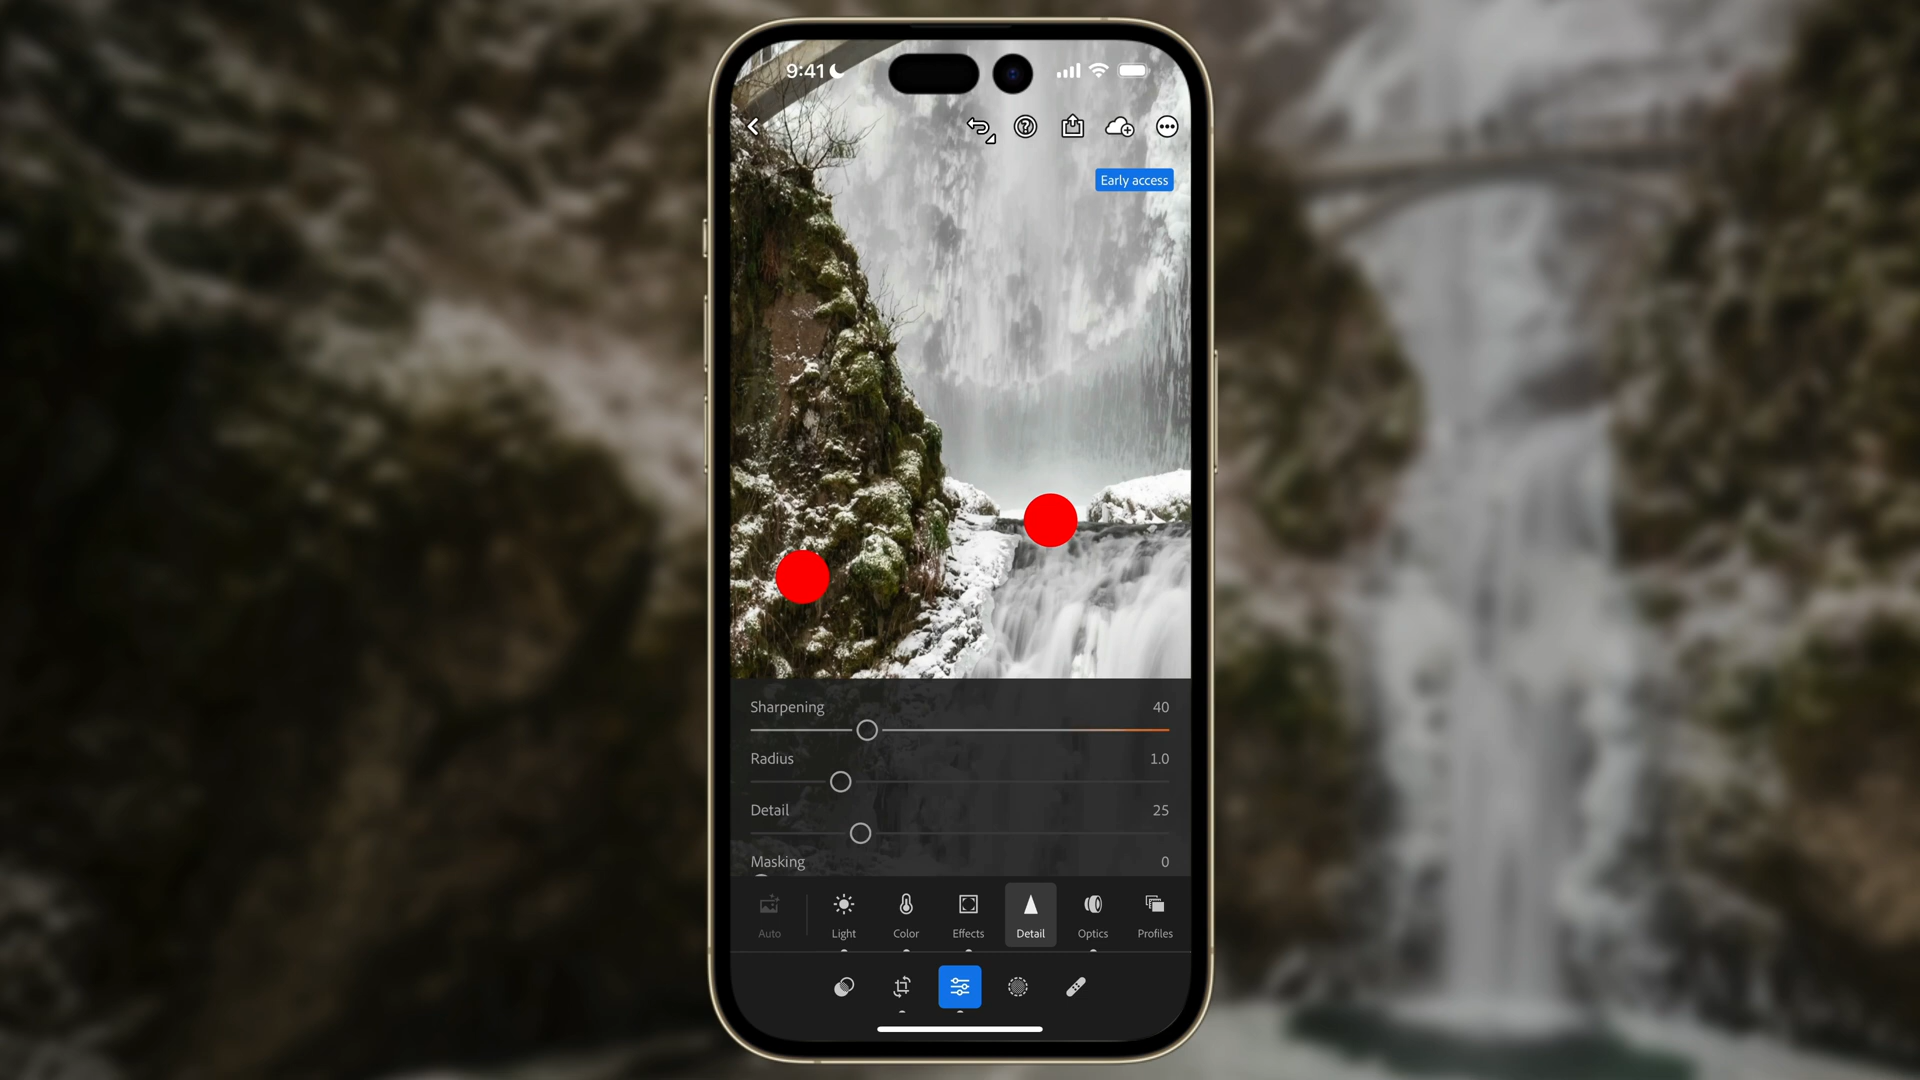 9:41
Early access
Sharpening 40
Radius 1.0
Detail 25
Masking 0
Auto Light Color Effects Detail Optics Profiles